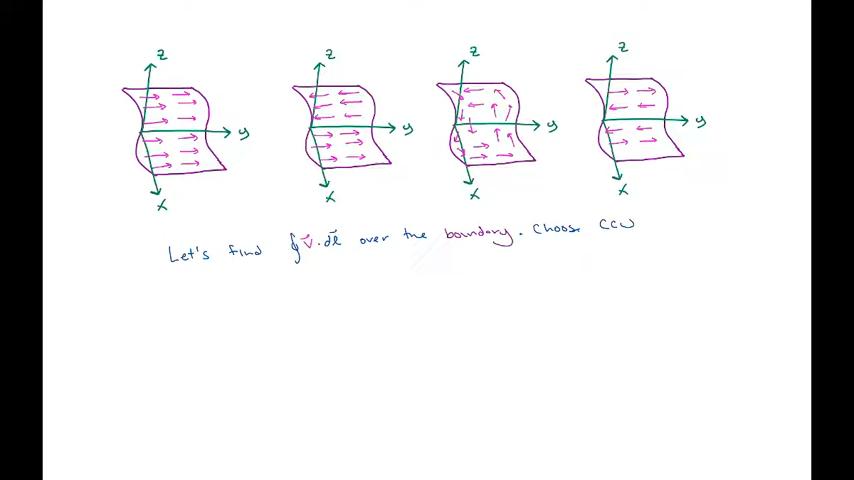 z z z z
y y y y
x x x x
Let's find ∮ v⃗ · dl⃗ over the boundary. Choose CCW